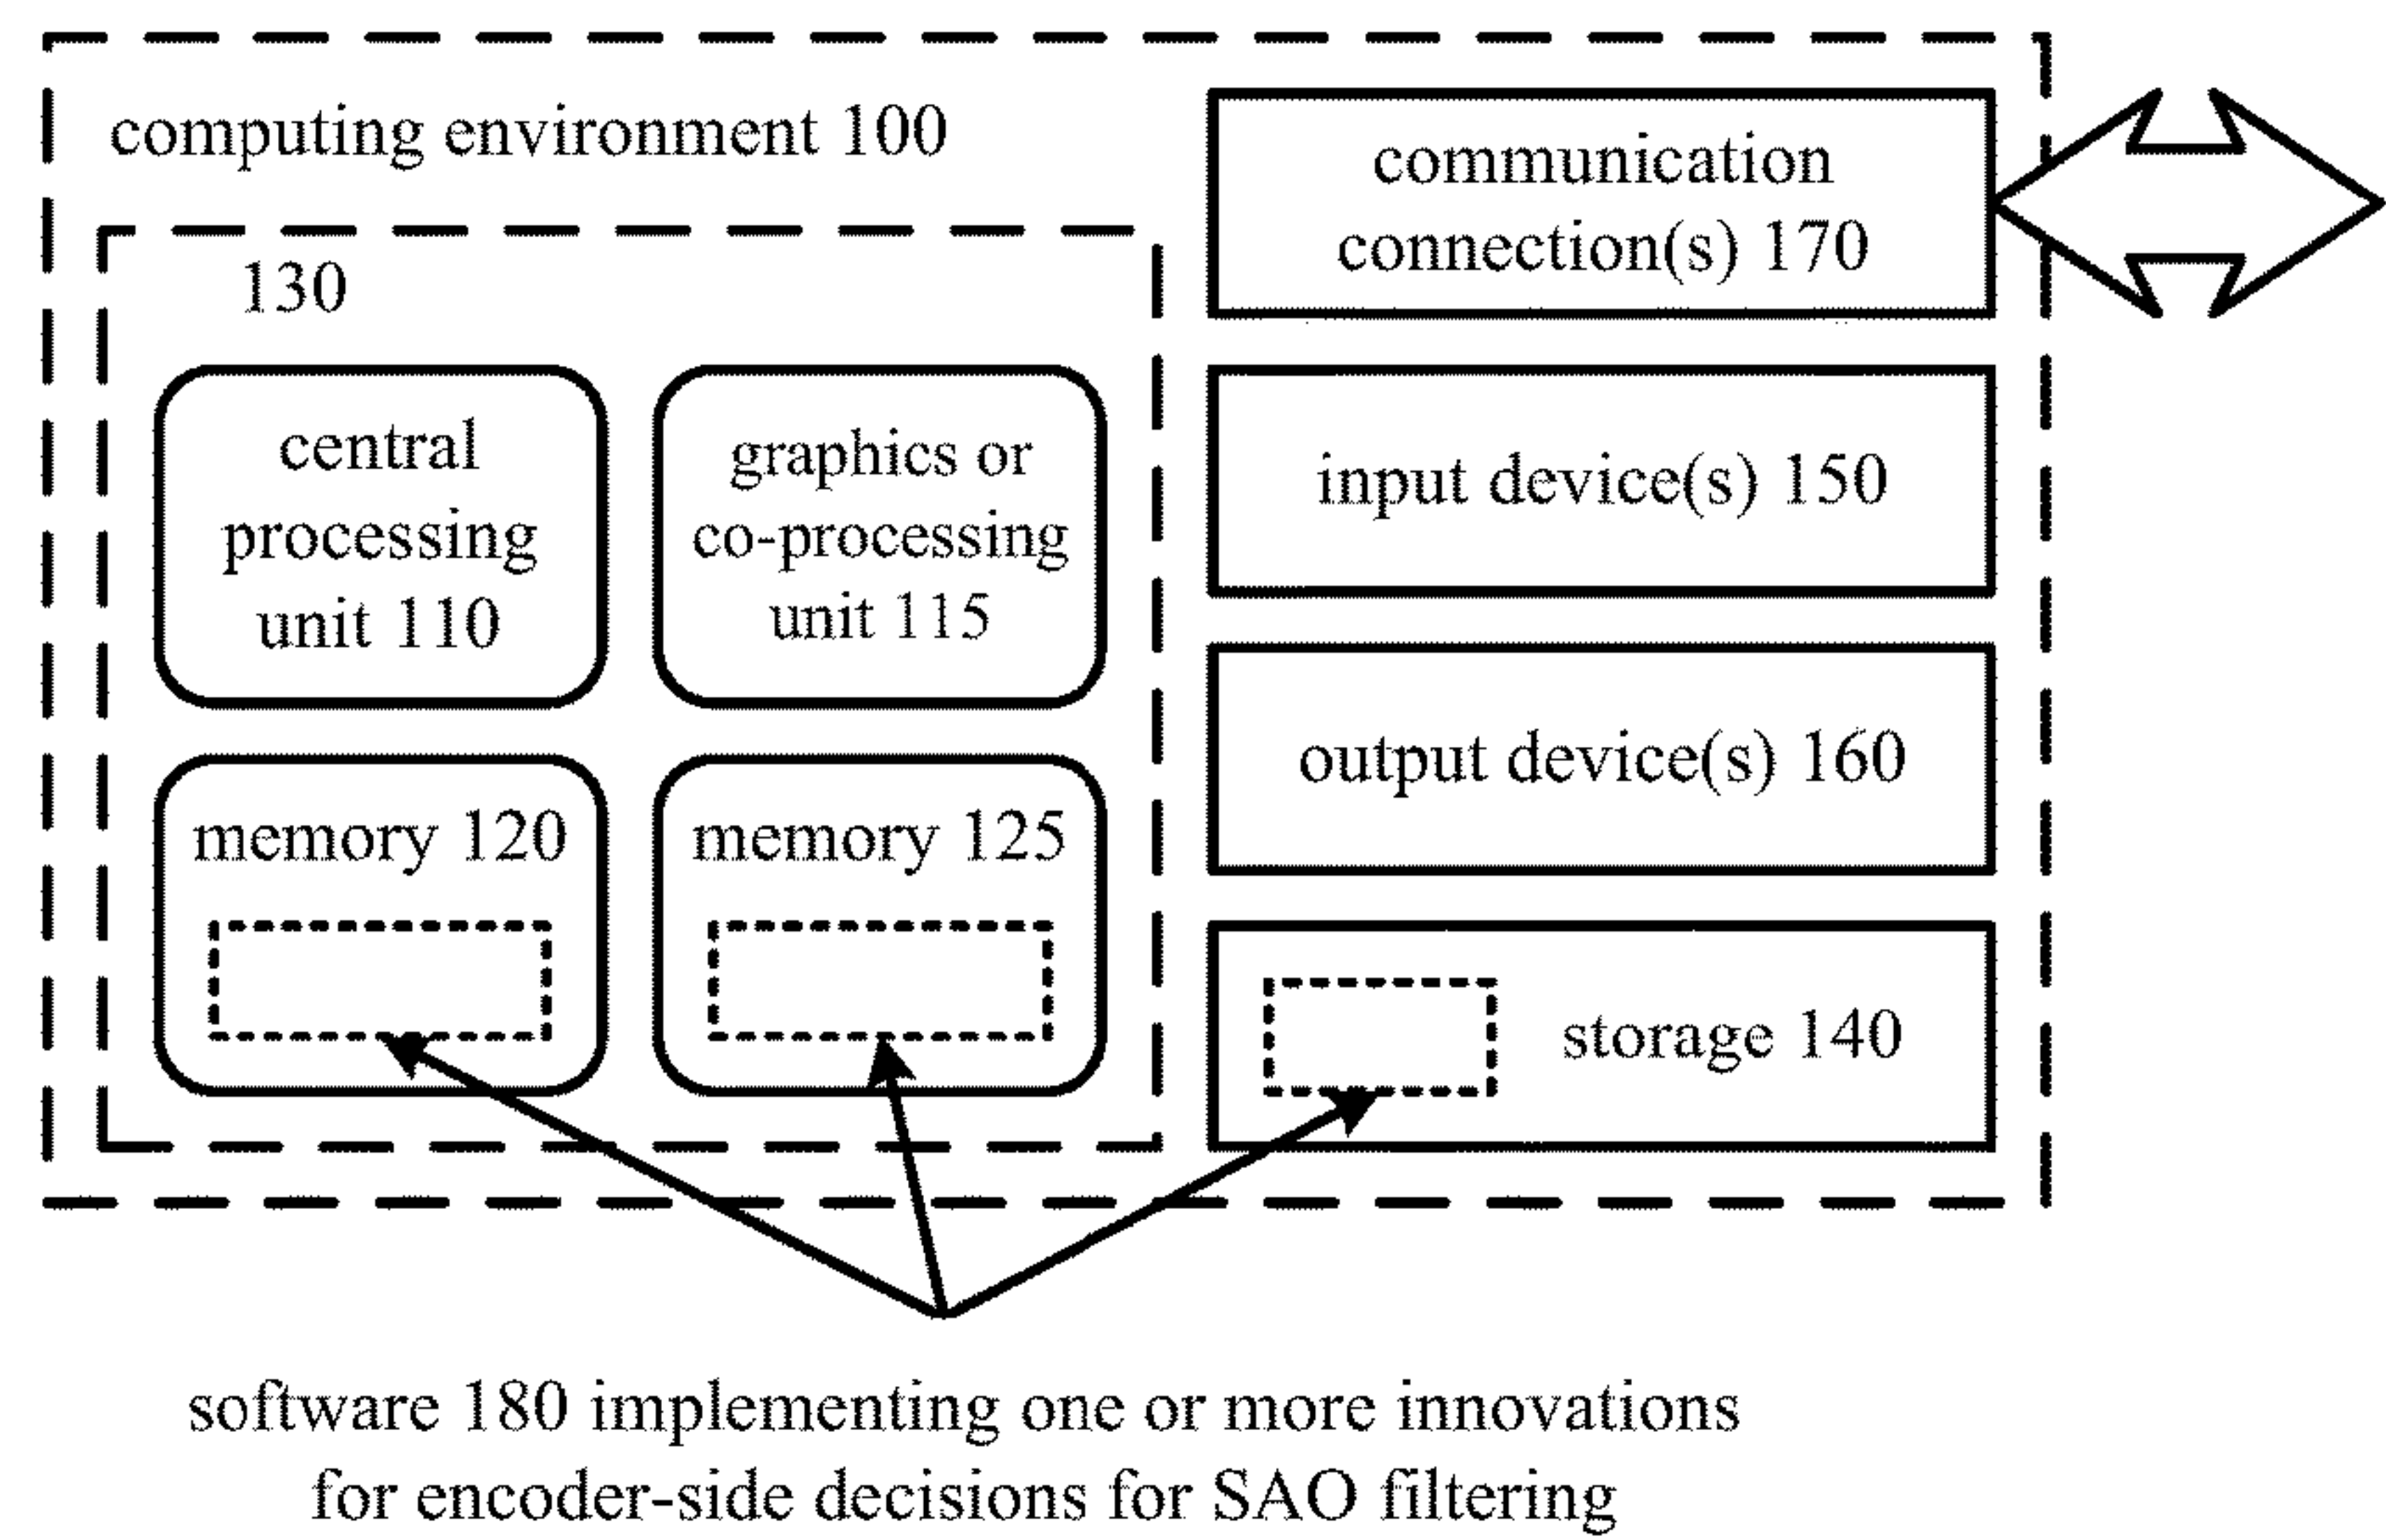 computing environment 100
130
central
processing
unit 110
graphics or
co-processing
unit 115
memory 120
memory 125
communication
connection(s) 170
input device(s) 150
output device(s) 160
storage 140
software 180 implementing one or more innovations
for encoder-side decisions for SAO filtering